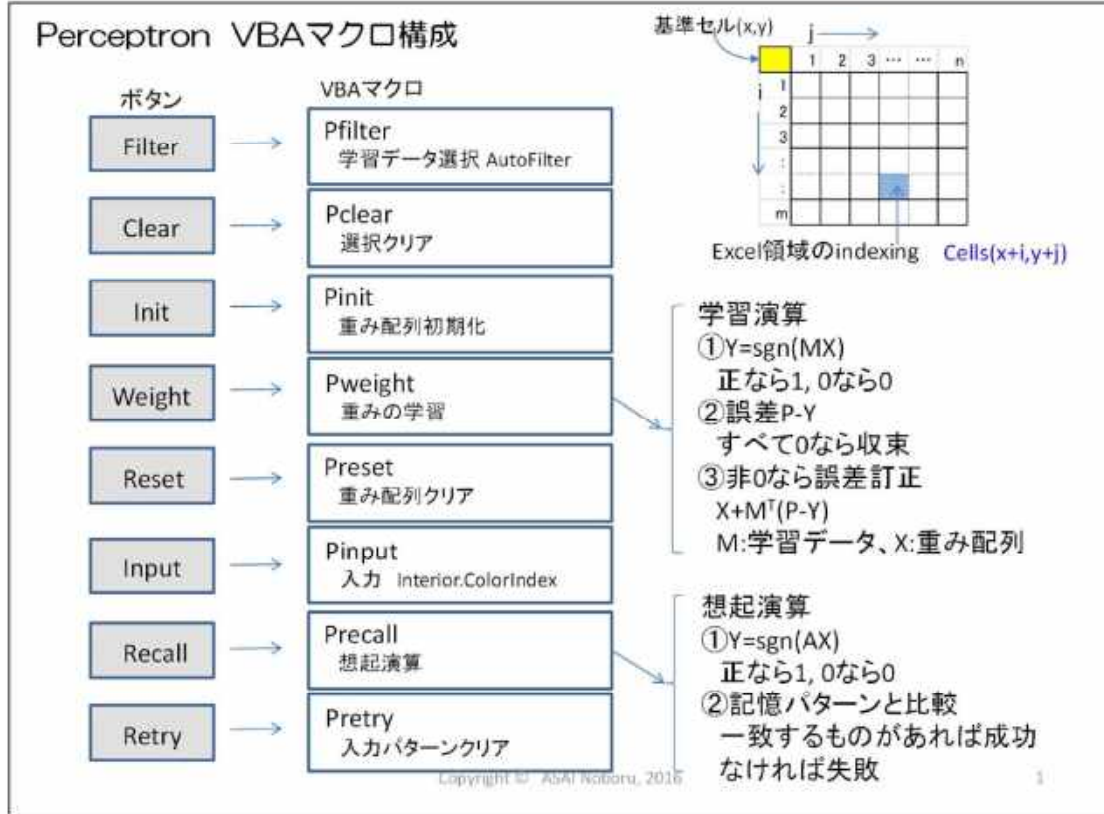 Perceptron VBAマクロ構成
ボタン
VBAマクロ
Filter
Pfilter
学習データ選択 AutoFilter
Clear
Pclear
選択クリア
Init
Pinit
重み配列初期化
Weight
Pweight
重みの学習
Reset
Preset
重み配列クリア
Input
Pinput
入力 Interior.ColorIndex
Recall
Precall
想起演算
Retry
Pretry
入力パターンクリア
基準セル(x,y)
j
1 2 3 … … n
i
1
2
3
:
:
m
Excel領域のindexing Cells(x+i,y+j)
学習演算
①Y=sgn(MX)
正なら1, 0なら0
②誤差P-Y
すべて0なら収束
③非0なら誤差訂正
X+Mᵀ(P-Y)
M:学習データ、X:重み配列
想起演算
①Y=sgn(AX)
正なら1, 0なら0
②記憶パターンと比較
一致するものがあれば成功
なければ失敗
Copyright © ASAI Noboru, 2016
1